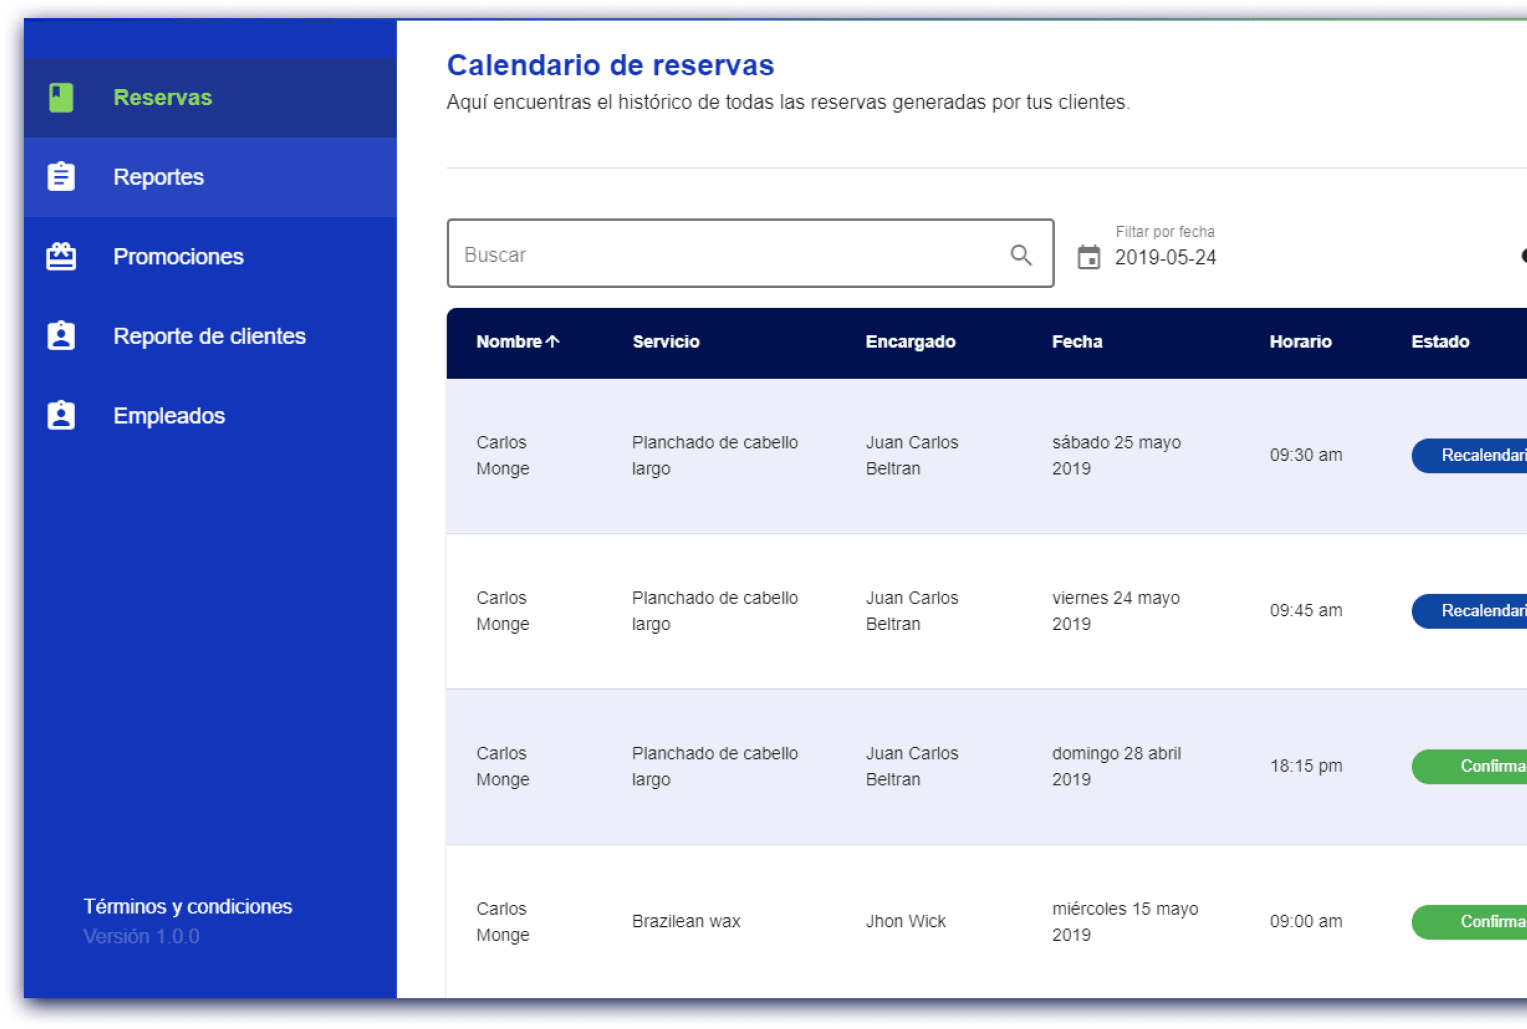 Reservas
Reportes
Promociones
Reporte de clientes
Empleados
Términos y condiciones
Versión 1.0.0
Calendario de reservas
Aquí encuentras el histórico de todas las reservas generadas por tus clientes.
Buscar
Filtar por fecha
2019-05-24
Nombre Servicio Encargado Fecha Horario Estado
Carlos Monge Planchado de cabello largo Juan Carlos Beltran sábado 25 mayo 2019 09:30 am
Carlos Monge Planchado de cabello largo Juan Carlos Beltran viernes 24 mayo 2019 09:45 am
Carlos Monge Planchado de cabello largo Juan Carlos Beltran domingo 28 abril 2019 18:15 pm
Carlos Monge Brazilean wax Jhon Wick miércoles 15 mayo 2019 09:00 am